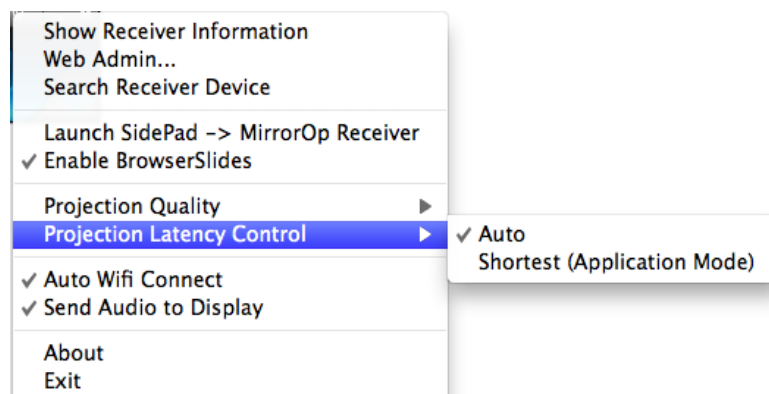 Show Receiver Information
Web Admin...
Search Receiver Device
Launch SidePad -> MirrorOp Receiver
✓ Enable BrowserSlides
Projection Quality ▶
Projection Latency Control ▶
✓ Auto
Shortest (Application Mode)
✓ Auto Wifi Connect
✓ Send Audio to Display
About
Exit